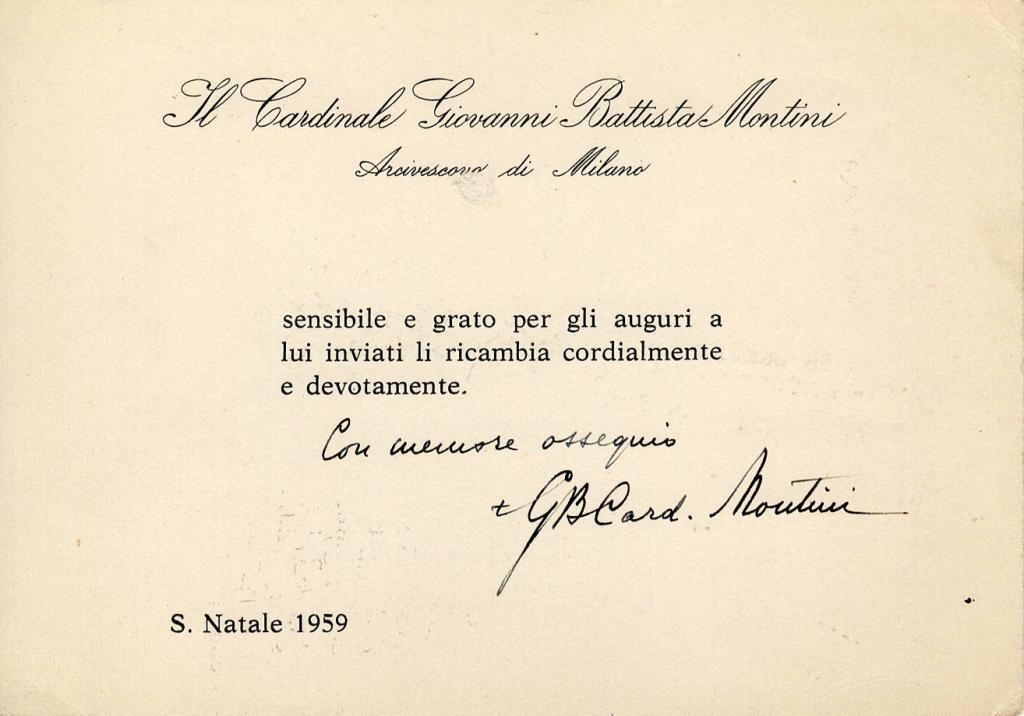 Il Cardinale Giovanni Battista Montini
Arcivescovo di Milano
sensibile e grato per gli auguri a
lui inviati li ricambia cordialmente
e devotamente.
Con memore ossequio
+ GBCard. Montini
S. Natale 1959